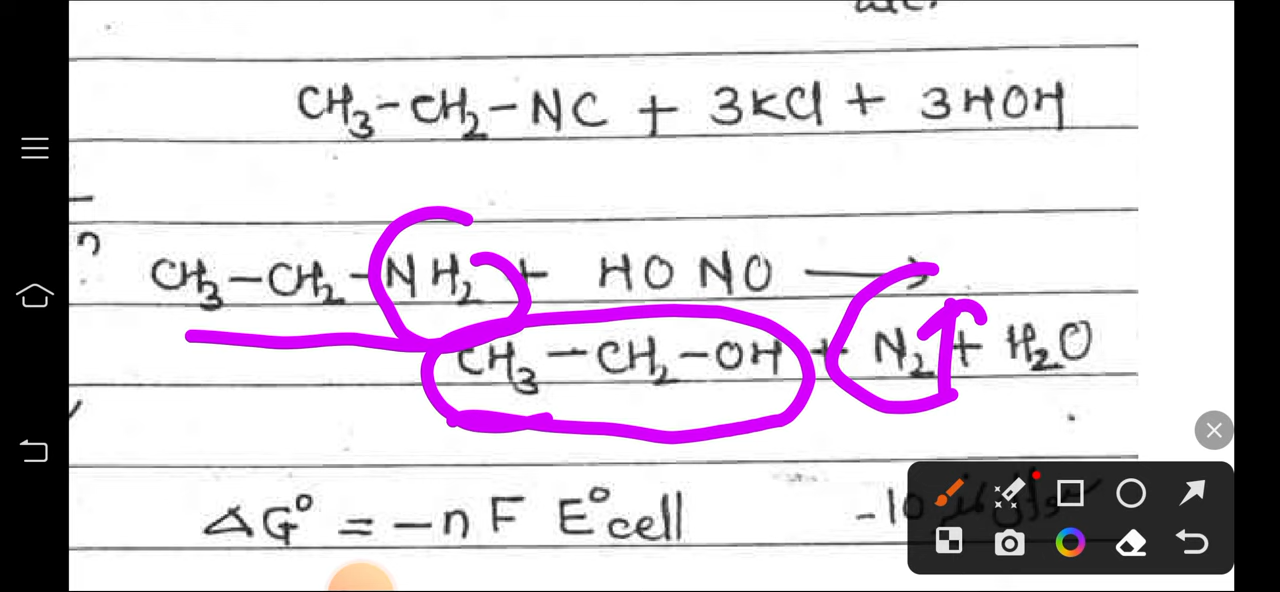 CH₃-CH₂-NC + 3KCl + 3HOH
CH₃-CH₂-NH₂ + HONO →
CH₃-CH₂-OH + N₂ + H₂O
ΔG° = -nF E°cell